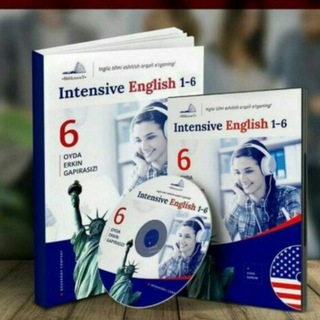 Ingliz tilini eshitish orqali o'rganing!
Intensive English 1-6
6
OYDA
ERKIN
GAPIRASIZ!
Ingliz tilini eshitish orqali o'rganing!
Intensive English 1-6
6
OYDA
ERKIN
GAPIRASIZ!
Intensive English 1-6
6
OYDA
ERKIN
GAPIRASIZ!